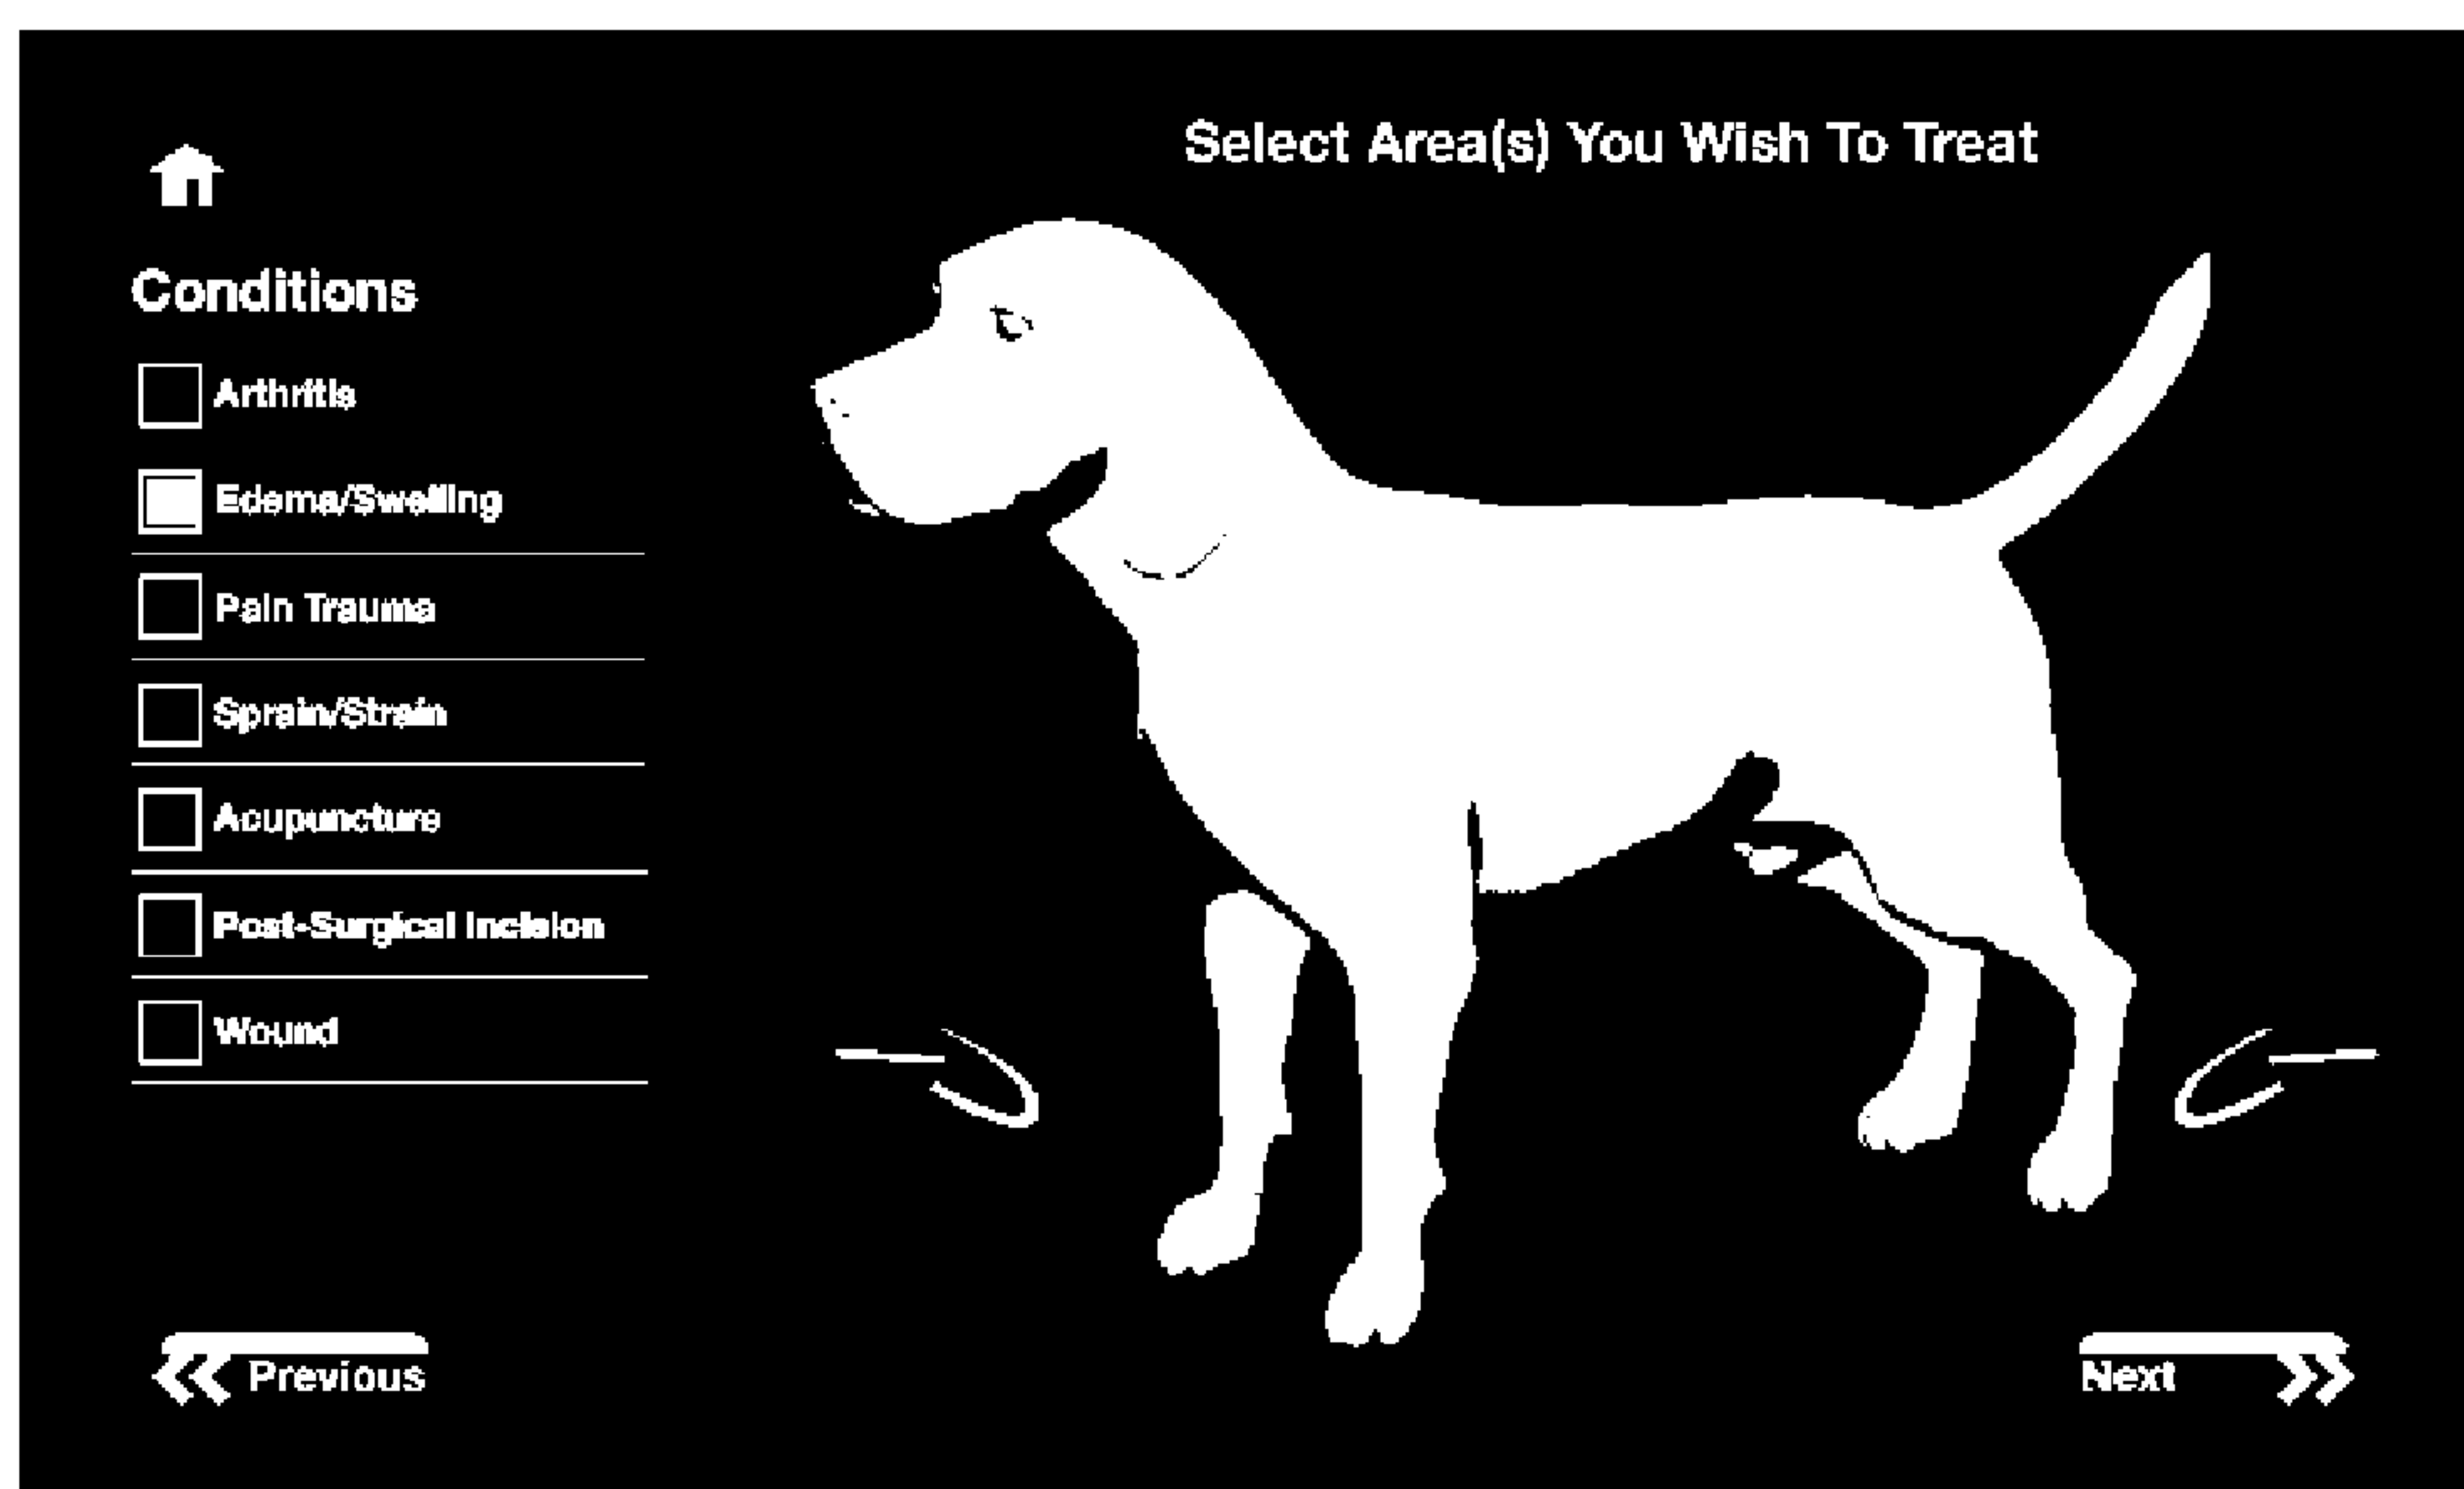 Select Area(s) You Wish To Treat
Conditions
Arthritis
Edema/Swelling
Pain Trauma
Sprain/Strain
Acupuncture
Post-Surgical Incision
Wound
Previous
Next